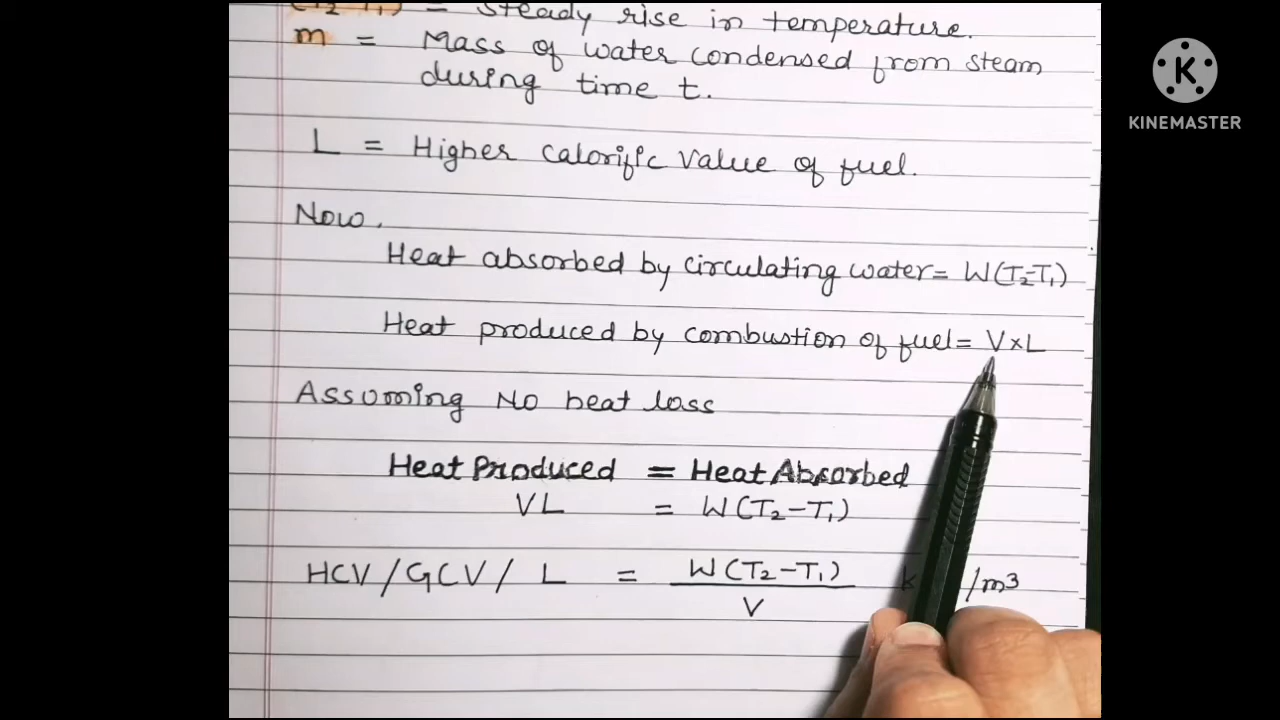 (T2-T1) = Steady rise in temperature.
m = Mass of water condensed from steam
during time t.
L = Higher calorific value of fuel.
Now,
Heat absorbed by circulating water= W(T2-T1)
Heat produced by combustion of fuel= V×L
Assuming No heat loss
Heat Produced = Heat Absorbed
VL = W(T2-T1)
HCV/GCV/ L = W(T2-T1) k /m3
V
KINEMASTER